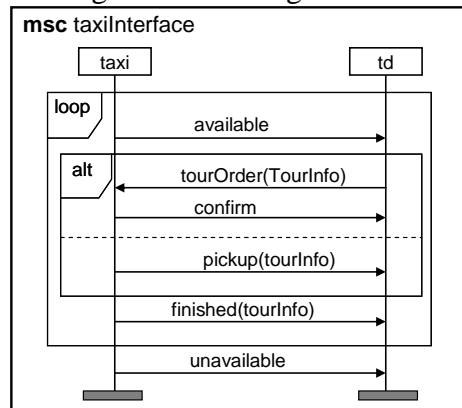 msc taxiInterface
taxi td
loop
available
alt
tourOrder(TourInfo)
confirm
pickup(tourInfo)
finished(tourInfo)
unavailable